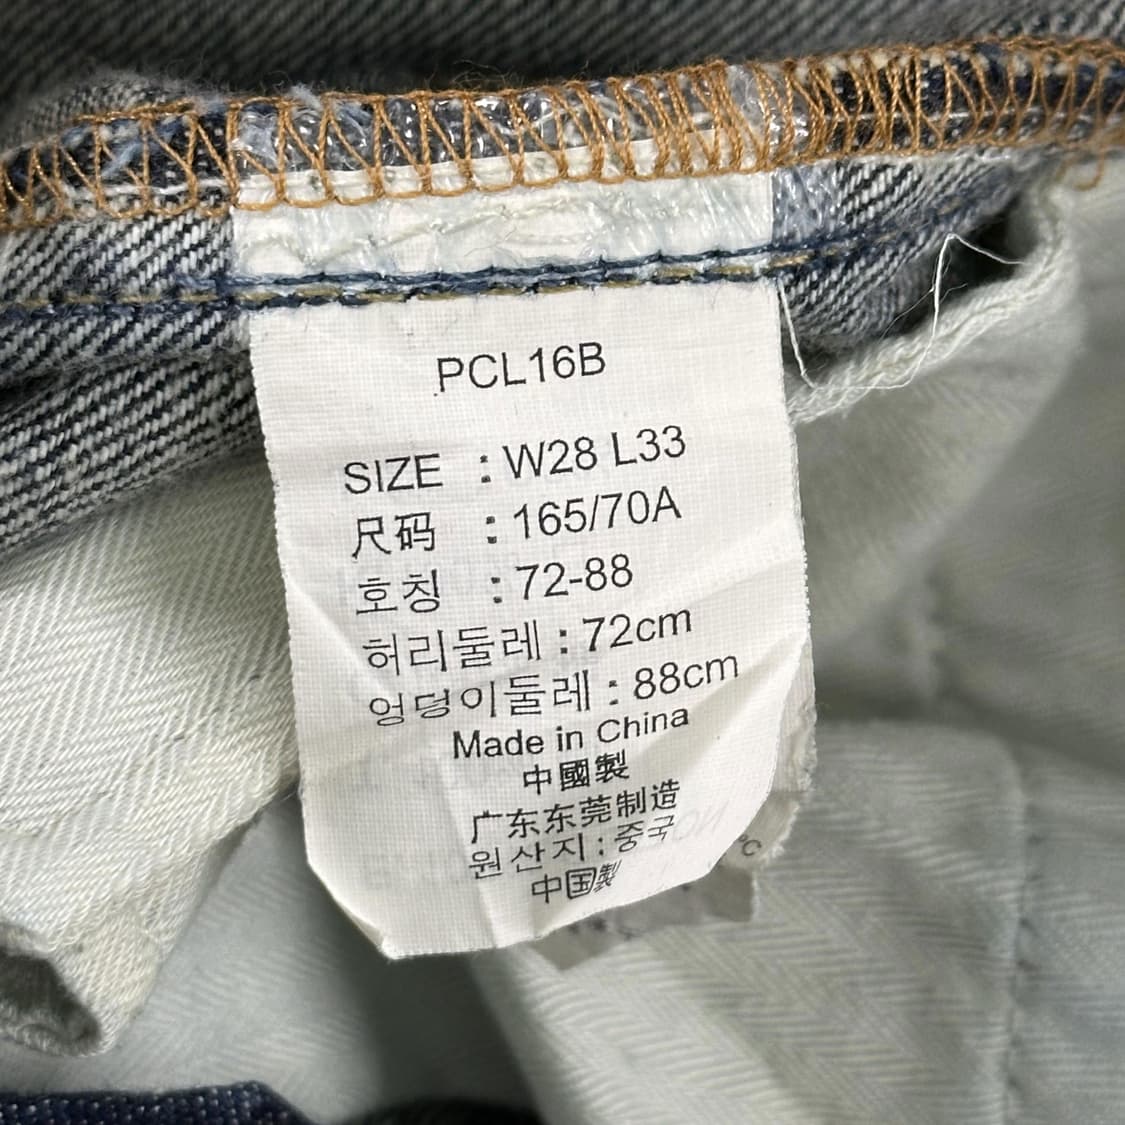 PCL16B
SIZE : W28 L33
尺码 : 165/70A
호칭 : 72-88
허리둘레 : 72cm
엉덩이둘레 : 88cm
Made in China
中國製
广东东莞制造
원산지 : 중국
中国製